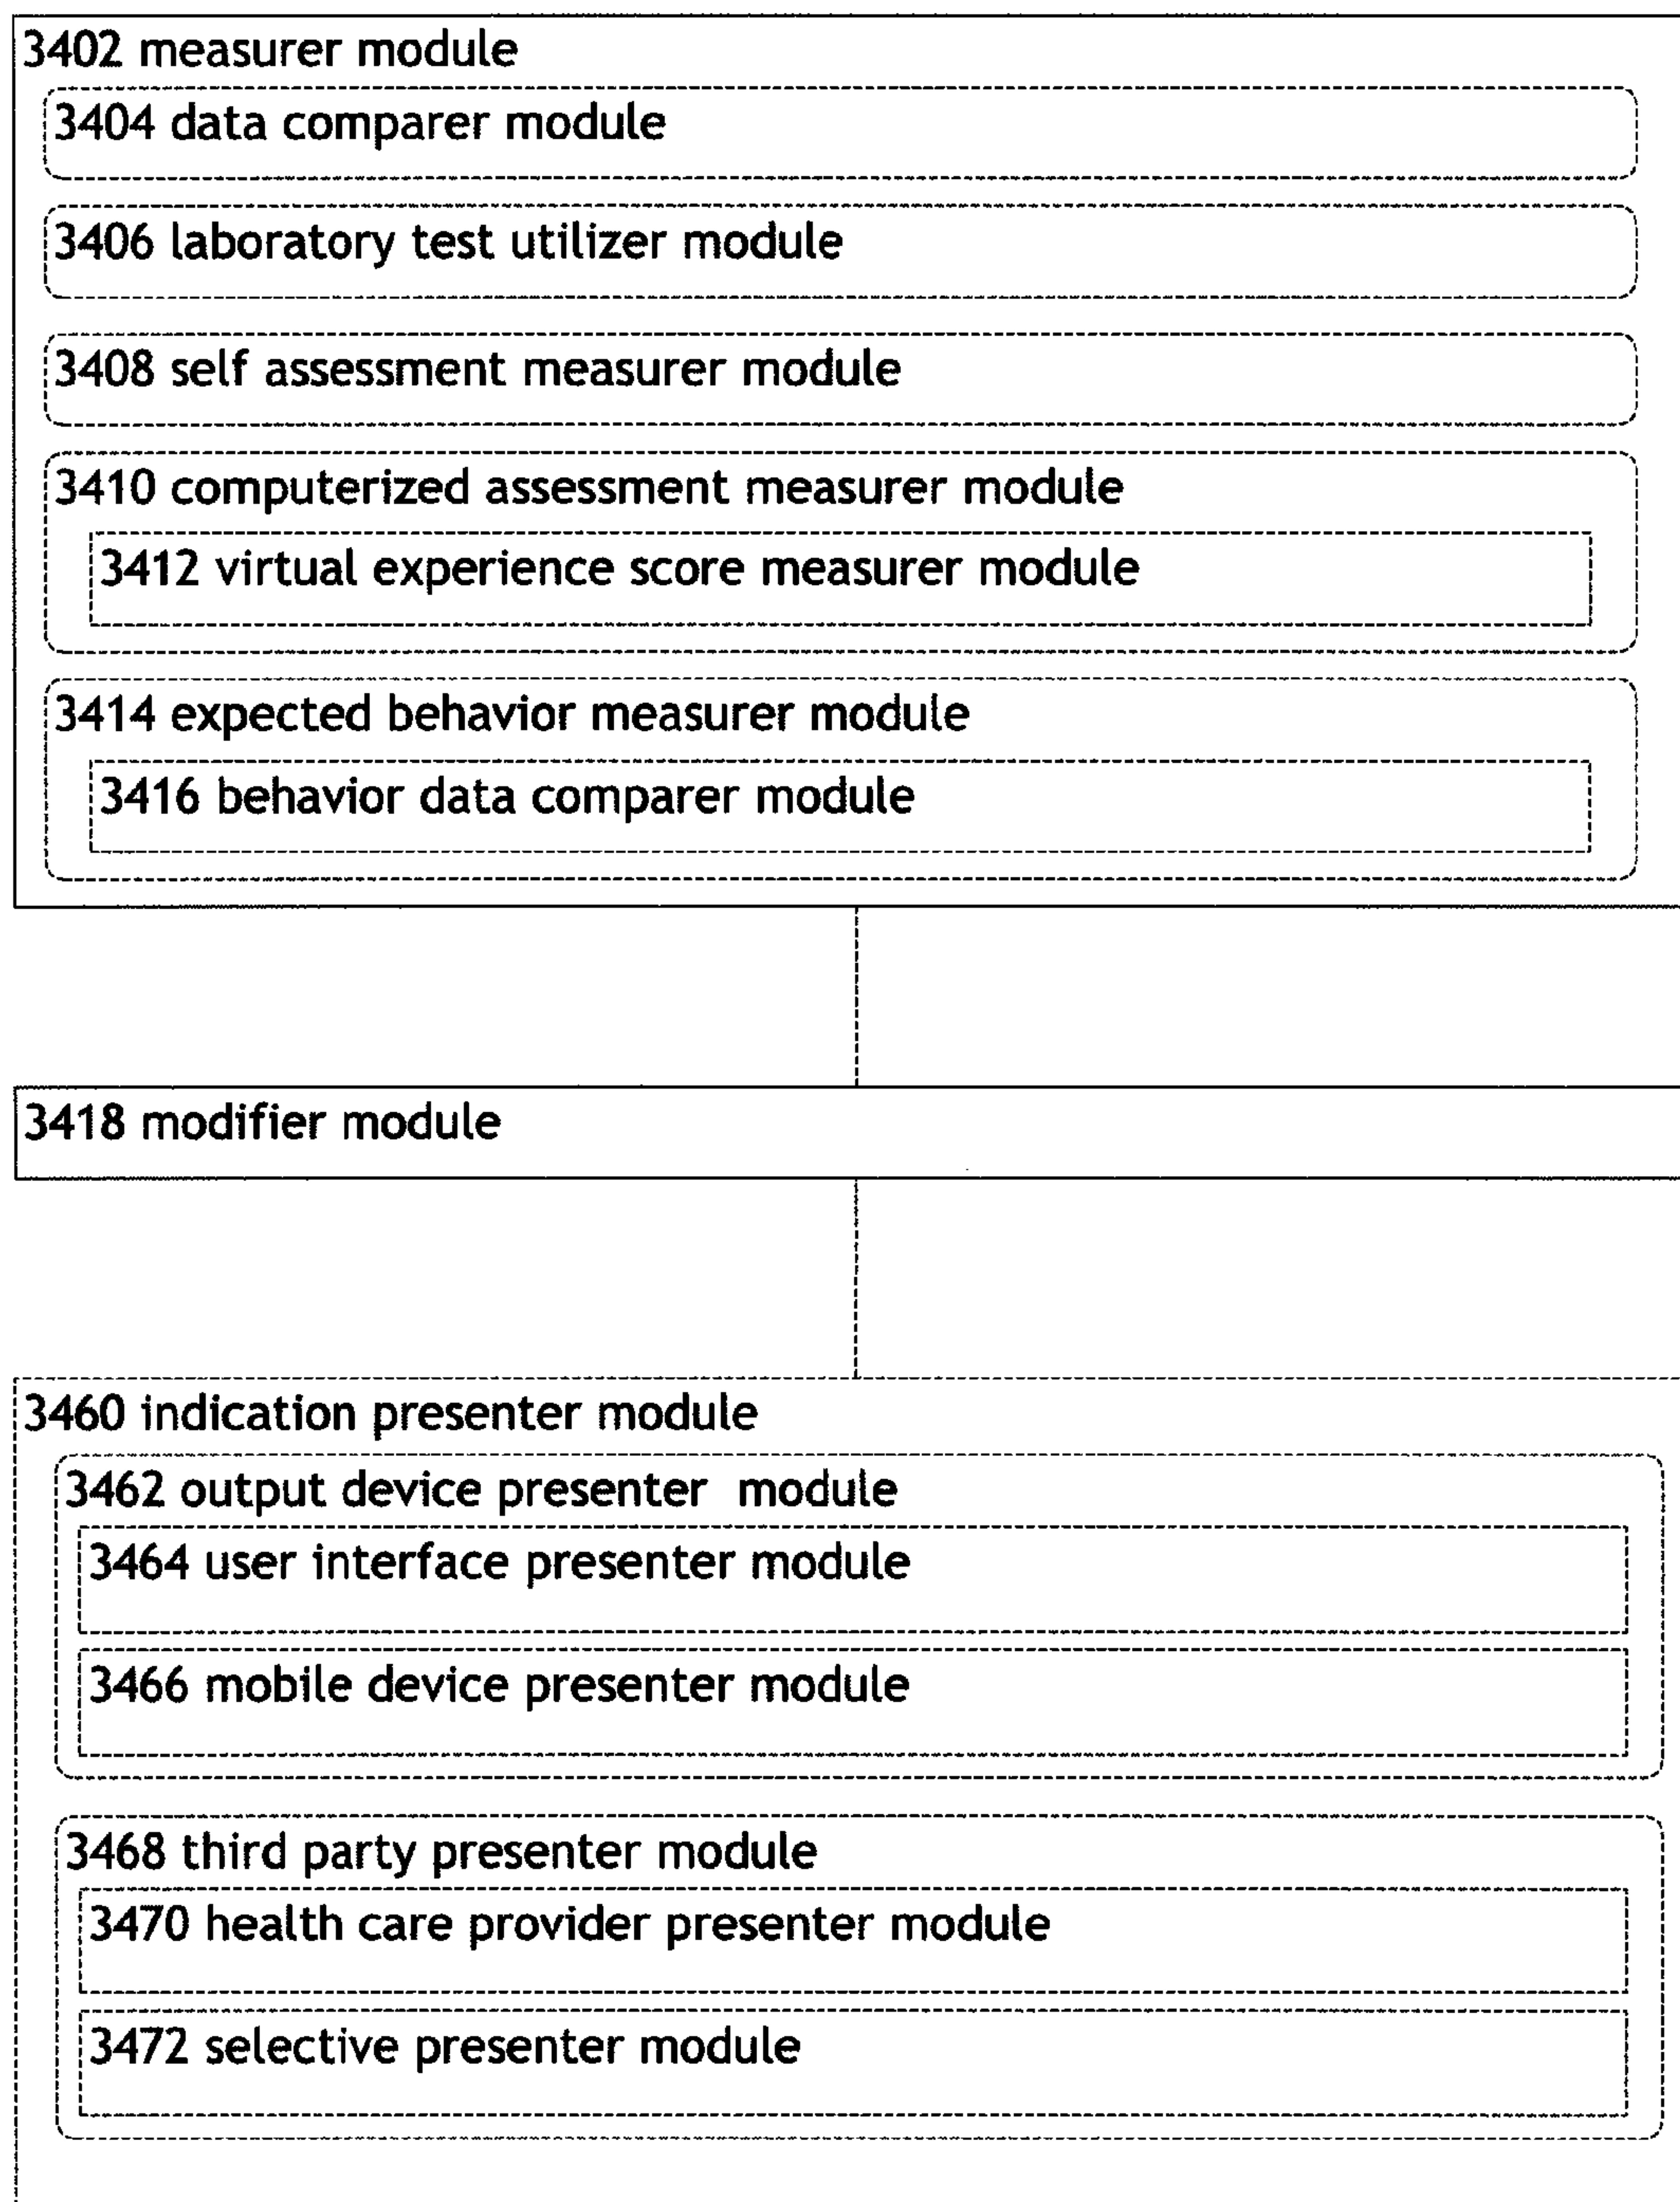 3402 measurer module
3404 data comparer module
3406 laboratory test utilizer module
3408 self assessment measurer module
3410 computerized assessment measurer module
3412 virtual experience score measurer module
3414 expected behavior measurer module
3416 behavior data comparer module
3418 modifier module
3460 indication presenter module
3462 output device presenter module
3464 user interface presenter module
3466 mobile device presenter module
3468 third party presenter module
3470 health care provider presenter module
3472 selective presenter module